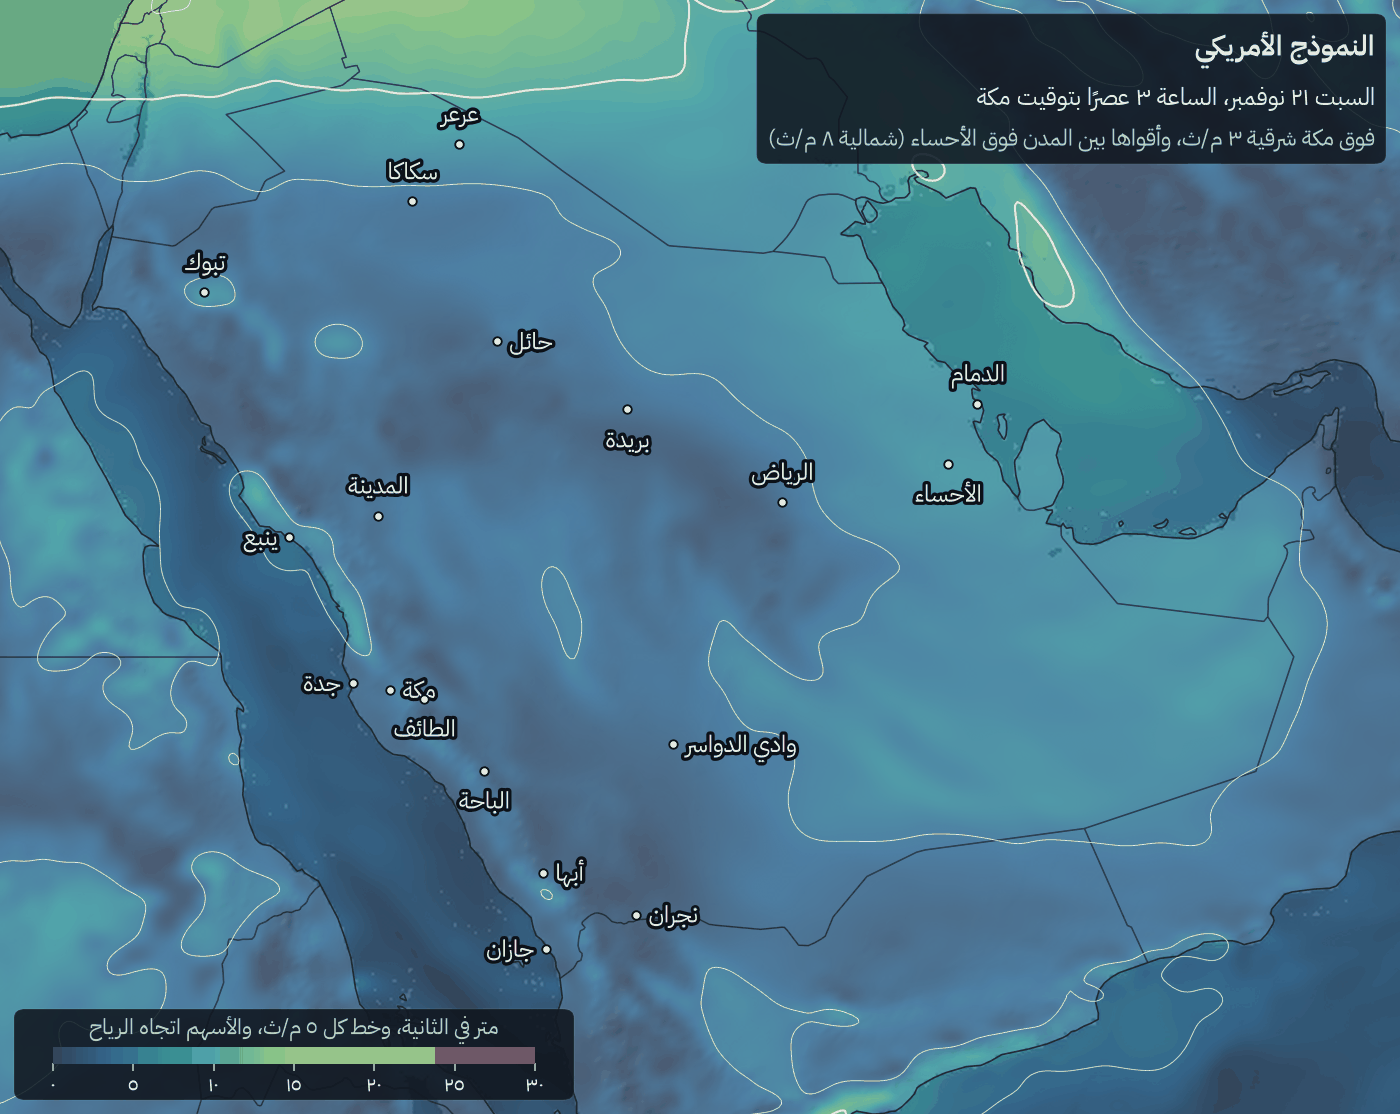 النموذج الأمريكي
السبت ٢١ نوفمبر، الساعة ٣ عصرًا بتوقيت مكة
فوق مكة شرقية ٣ م/ث، وأقواها بين المدن فوق الأحساء (شمالية ٨ م/ث)
عرعر
سكاكا
تبوك
حائل
الدمام
بريدة
الرياض
المدينة
الأحساء
ينبع
جدة
مكة
الطائف
وادي الدواسر
الباحة
أبها
نجران
جازان
متر في الثانية، وخط كل ٥ م/ث، والأسهم اتجاه الرياح
٠ ٥ ١٠ ١٥ ٢٠ ٢٥ ٣٠